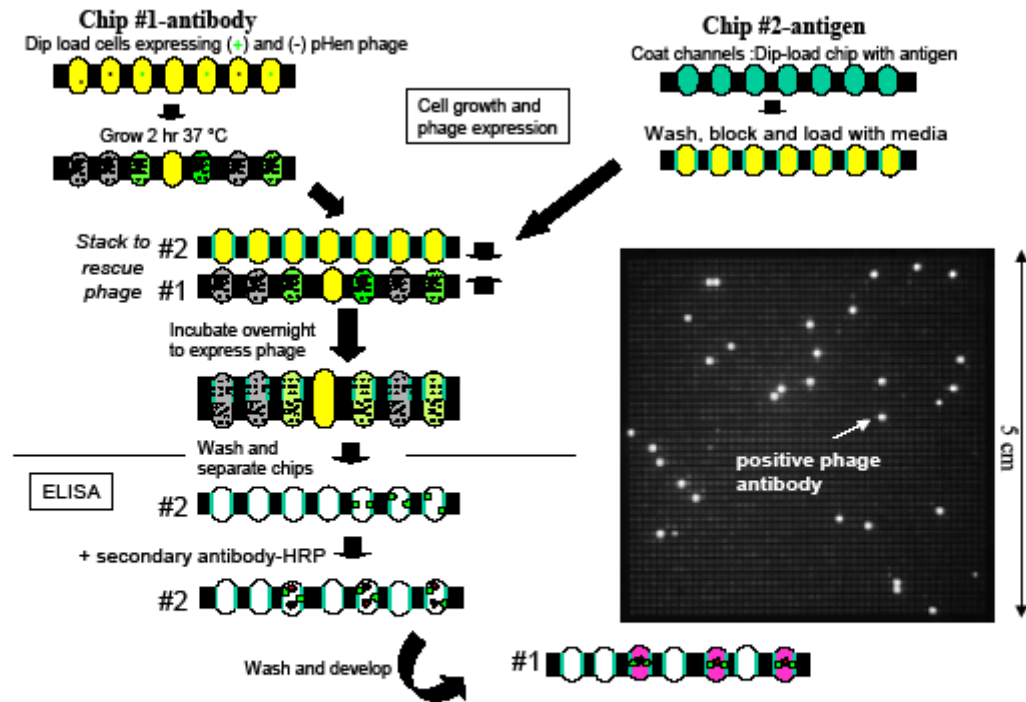 Chip #1-antibody
Dip load cells expressing (+) and (-) pHen phage
Grow 2 hr 37 °C
Cell growth and
phage expression
Chip #2-antigen
Coat channels :Dip-load chip with antigen
Wash, block and load with media
Stack to
rescue
phage
#2
#1
Incubate overnight
to express phage
Wash and
separate chips
ELISA
#2
+ secondary antibody-HRP
#2
Wash and develop
#1
positive phage
antibody
5 cm